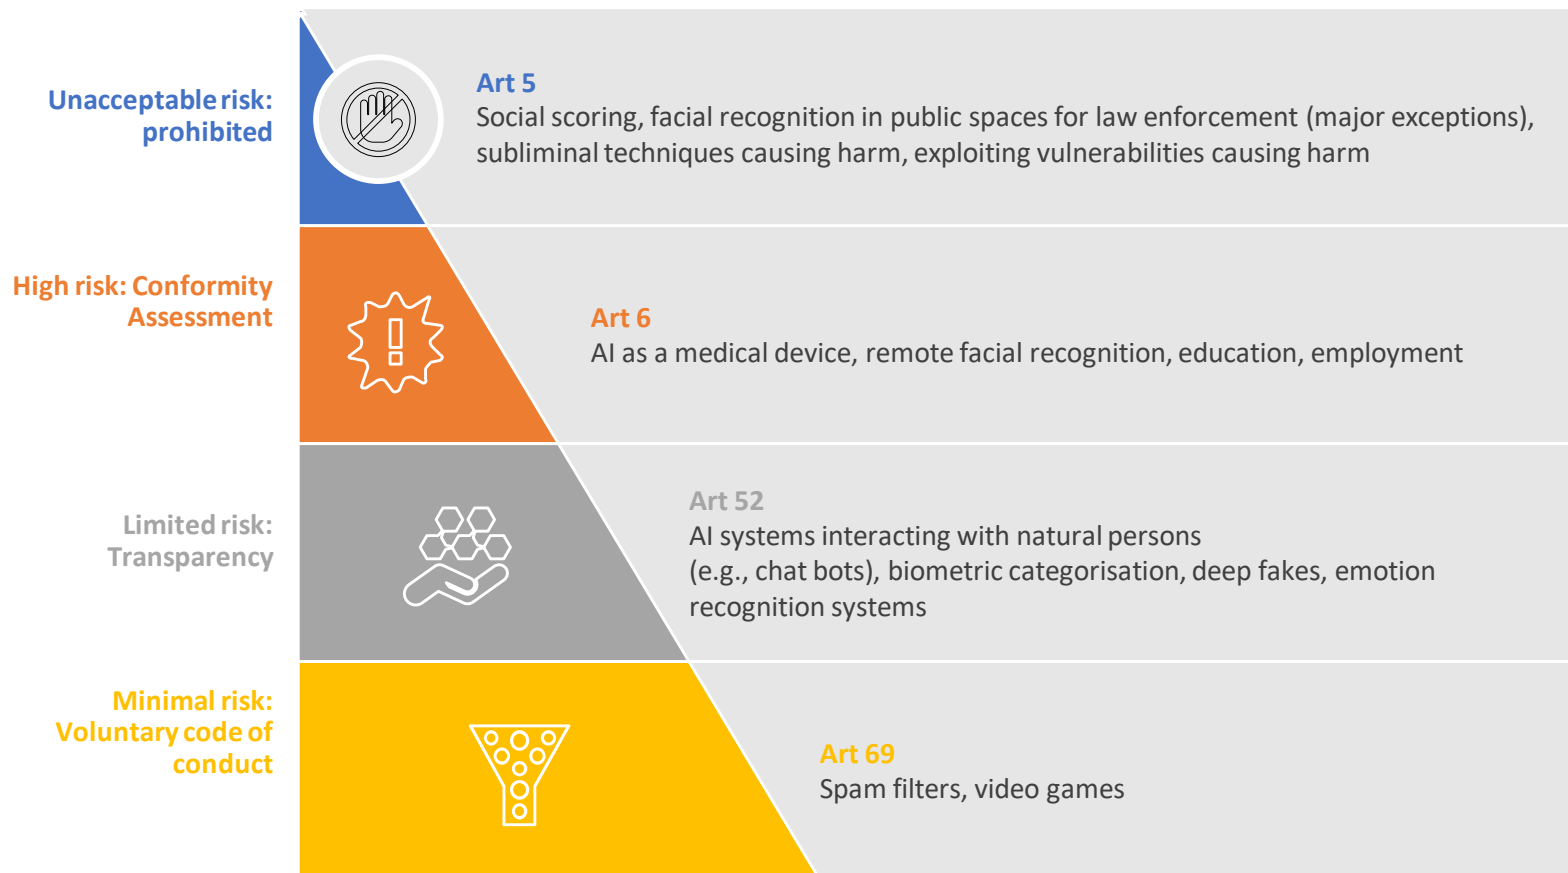 Unacceptable risk:
prohibited
Art 5
Social scoring, facial recognition in public spaces for law enforcement (major exceptions),
subliminal techniques causing harm, exploiting vulnerabilities causing harm
High risk: Conformity
Assessment
Art 6
AI as a medical device, remote facial recognition, education, employment
Limited risk:
Transparency
Art 52
AI systems interacting with natural persons
(e.g., chat bots), biometric categorisation, deep fakes, emotion
recognition systems
Minimal risk:
Voluntary code of
conduct
Art 69
Spam filters, video games